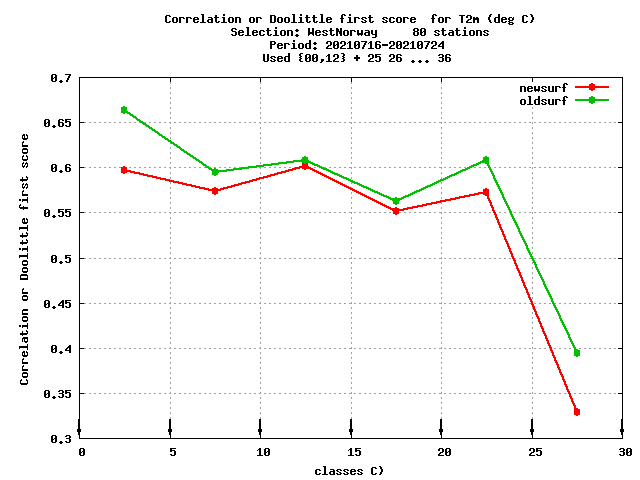 Correlation or Doolittle first score  for T2m (deg C)
Selection: WestNorway     80 stations
Period: 20210716-20210724
Used {00,12} + 25 26 ... 36
newsurf
oldsurf
Correlation or Doolittle first score
0.7
0.65
0.6
0.55
0.5
0.45
0.4
0.35
0.3
0 5 10 15 20 25 30
classes C)